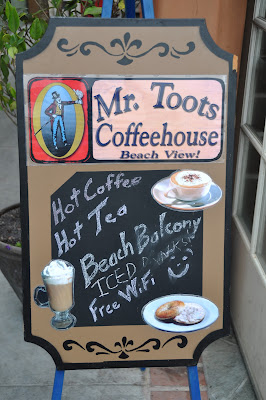 Mr. Toots
Coffeehouse
Beach View!
Hot Coffee
Hot Tea
Beach Balcony
ICED DRINKS
Free WiFi